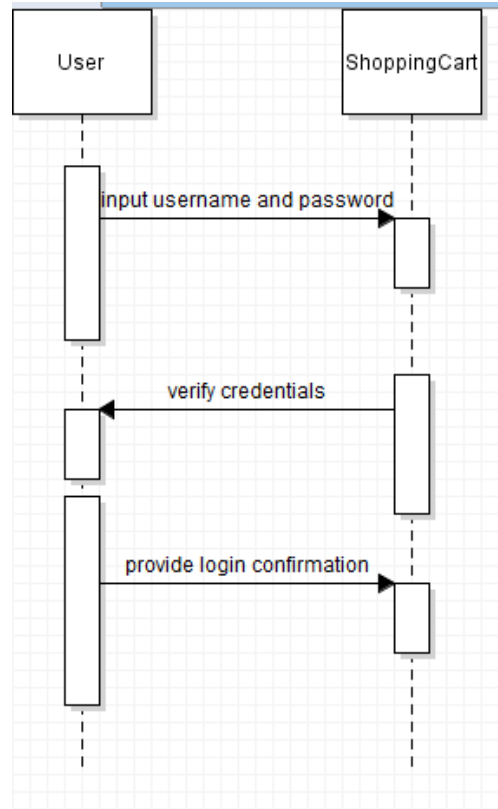 User
ShoppingCart
input username and password
verify credentials
provide login confirmation